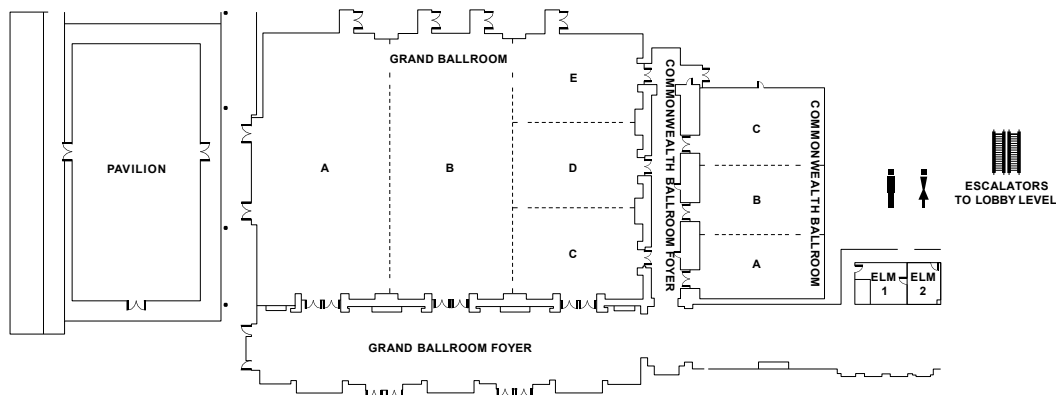 GRAND BALLROOM
E
COMMONWEALTH BALLROOM FOYER
COMMONWEALTH BALLROOM
C
PAVILION
A
B
D
B
ESCALATORS
TO LOBBY LEVEL
C
A
ELM
1
ELM
2
GRAND BALLROOM FOYER